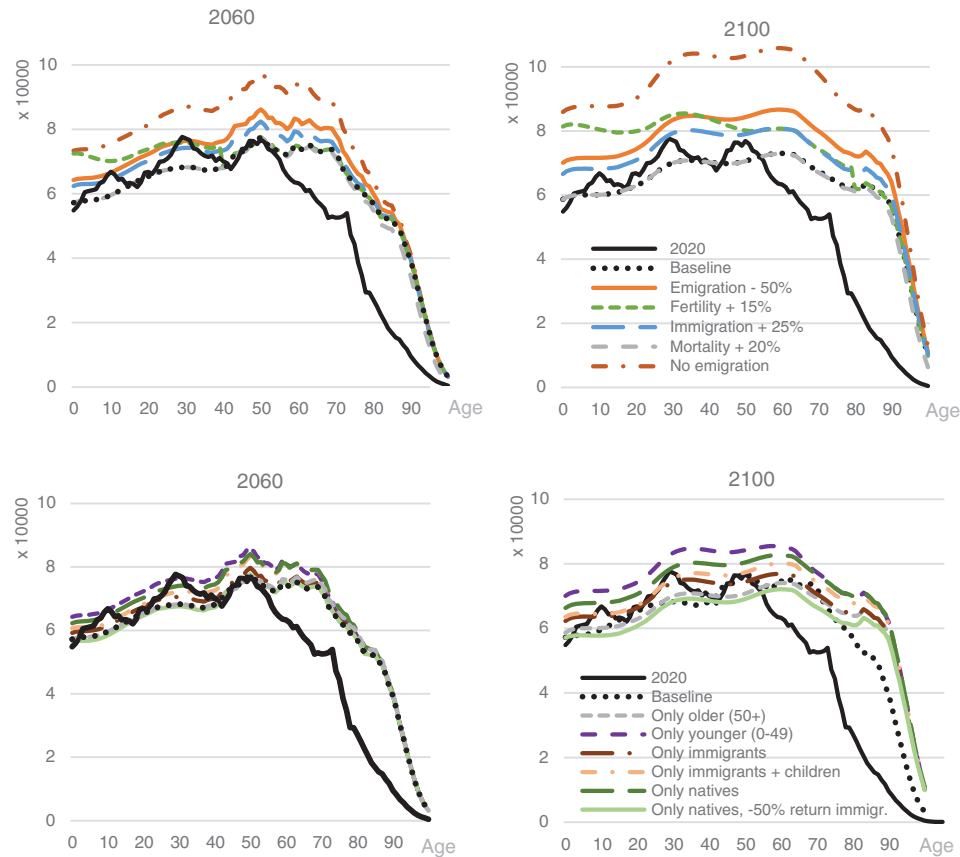 2060
x 10000
10
8
6
4
2
0
0 10 20 30 40 50 60 70 80 90 Age
2100
x 10000
10
8
6
4
2
0
2020
Baseline
Emigration - 50%
Fertility + 15%
Immigration + 25%
Mortality + 20%
No emigration
0 10 20 30 40 50 60 70 80 90 Age
2060
x 10000
10
8
6
4
2
0
0 10 20 30 40 50 60 70 80 90 Age
2100
x 10000
10
8
6
4
2
0
2020
Baseline
Only older (50+)
Only younger (0-49)
Only immigrants
Only immigrants + children
Only natives
Only natives, -50% return immigr.
0 10 20 30 40 50 60 70 80 90 Age